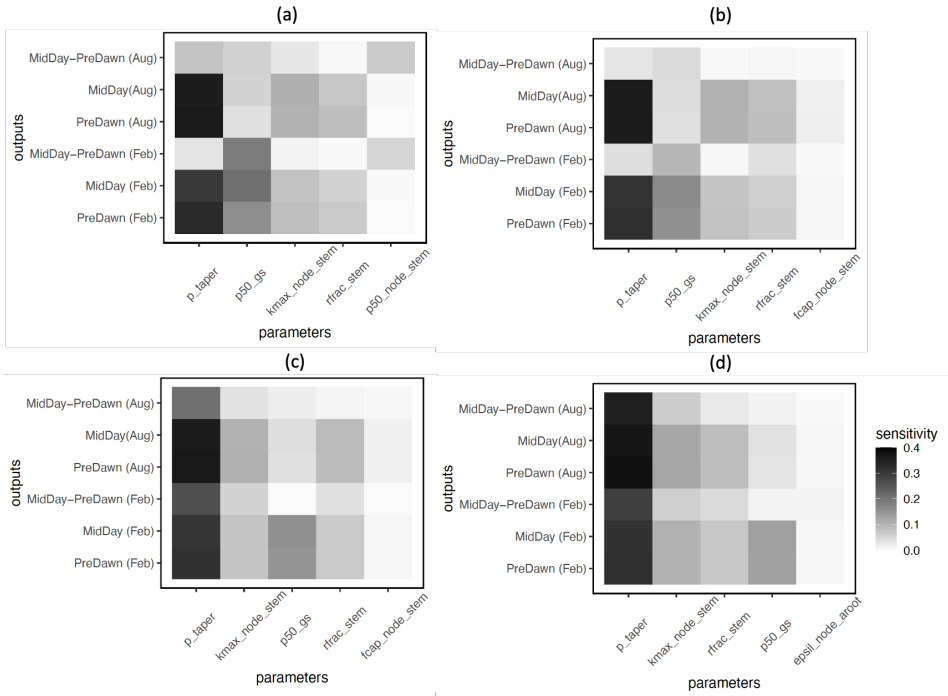 (a)
MidDay−PreDawn (Aug)
MidDay(Aug)
PreDawn (Aug)
MidDay−PreDawn (Feb)
MidDay (Feb)
PreDawn (Feb)
outputs
p_taper
p50_gs
kmax_node_stem
rfrac_stem
p50_node_stem
parameters
(b)
MidDay−PreDawn (Aug)
MidDay(Aug)
PreDawn (Aug)
MidDay−PreDawn (Feb)
MidDay (Feb)
PreDawn (Feb)
outputs
p_taper
p50_gs
kmax_node_stem
rfrac_stem
fcap_node_stem
parameters
(c)
MidDay−PreDawn (Aug)
MidDay(Aug)
PreDawn (Aug)
MidDay−PreDawn (Feb)
MidDay (Feb)
PreDawn (Feb)
outputs
p_taper
kmax_node_stem
p50_gs
rfrac_stem
fcap_node_stem
parameters
(d)
MidDay−PreDawn (Aug)
MidDay(Aug)
PreDawn (Aug)
MidDay−PreDawn (Feb)
MidDay (Feb)
PreDawn (Feb)
outputs
p_taper
kmax_node_stem
rfrac_stem
p50_gs
epsil_node_aroot
parameters
sensitivity
0.4
0.3
0.2
0.1
0.0